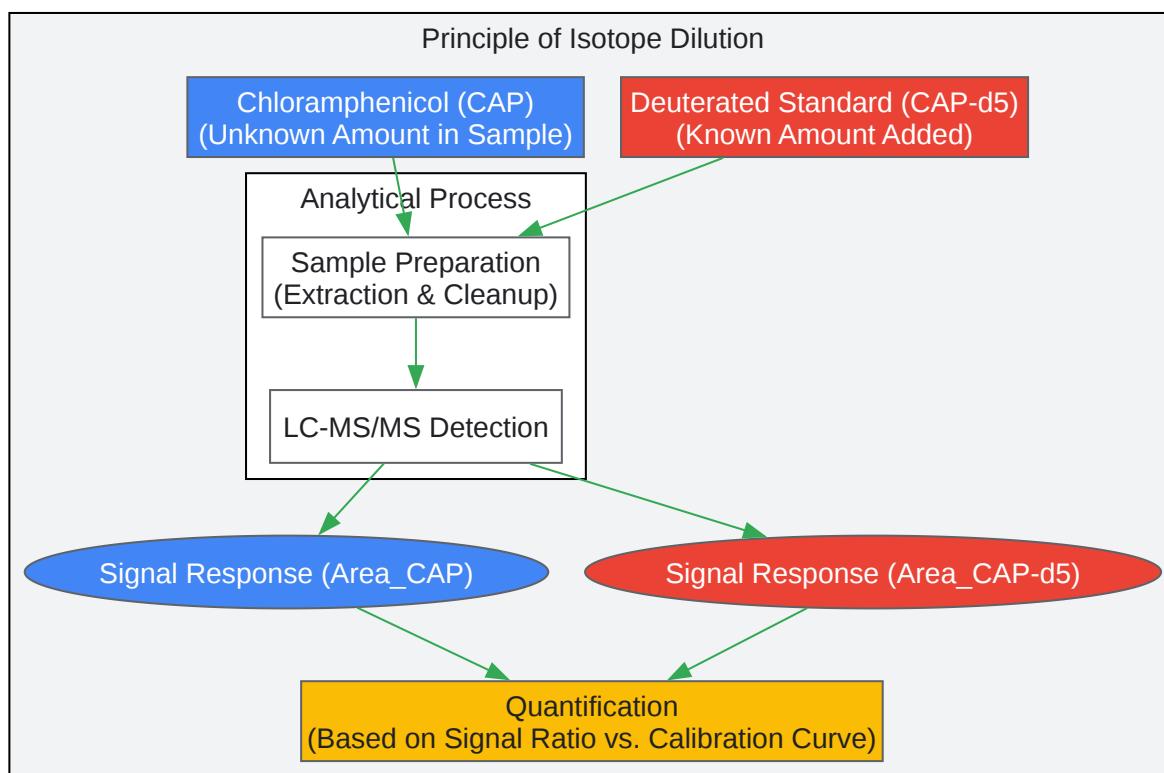 Principle of Isotope Dilution
Chloramphenicol (CAP)
(Unknown Amount in Sample)
Deuterated Standard (CAP-d5)
(Known Amount Added)
Analytical Process
Sample Preparation
(Extraction & Cleanup)
LC-MS/MS Detection
Signal Response (Area_CAP)
Signal Response (Area_CAP-d5)
Quantification
(Based on Signal Ratio vs. Calibration Curve)